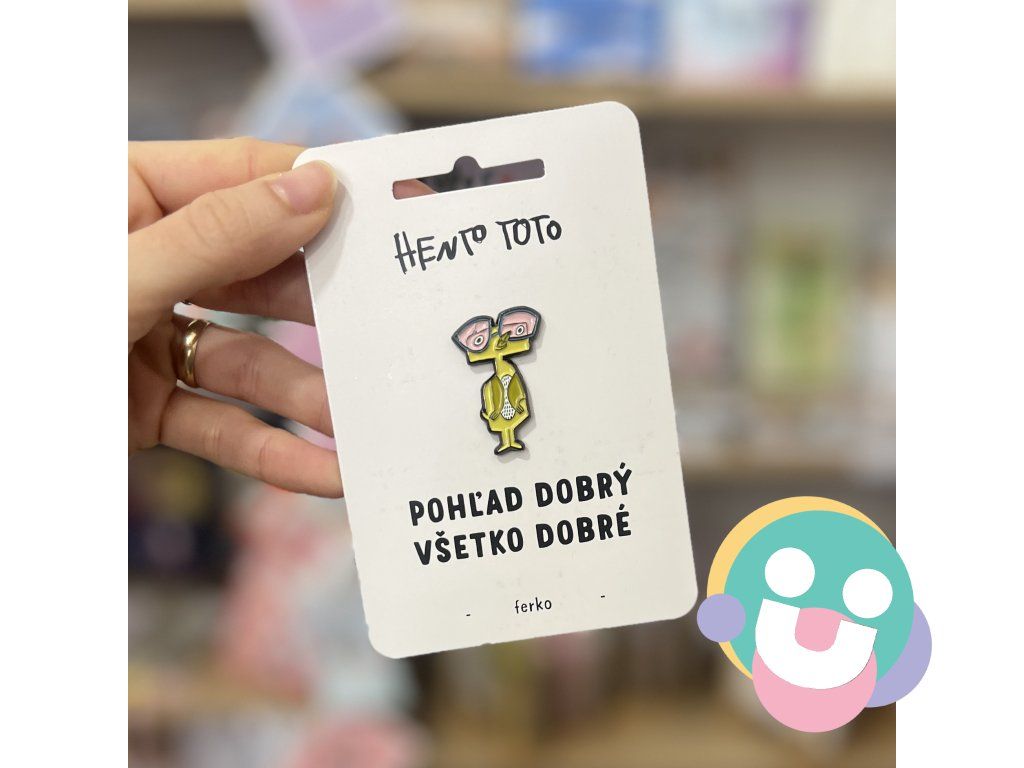 HENTO TOTO
POHĽAD DOBRÝ
VŠETKO DOBRÉ
- ferko -